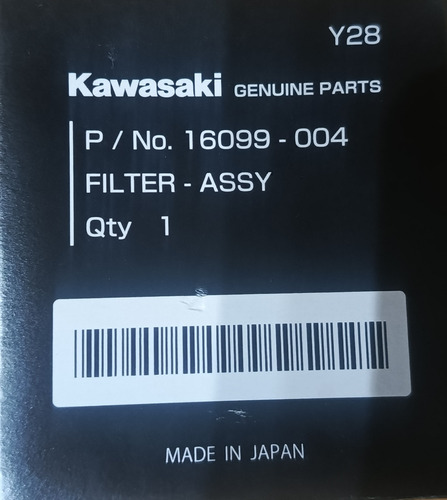 Y28
Kawasaki GENUINE PARTS
P / No. 16099 - 004
FILTER - ASSY
Qty 1
MADE IN JAPAN